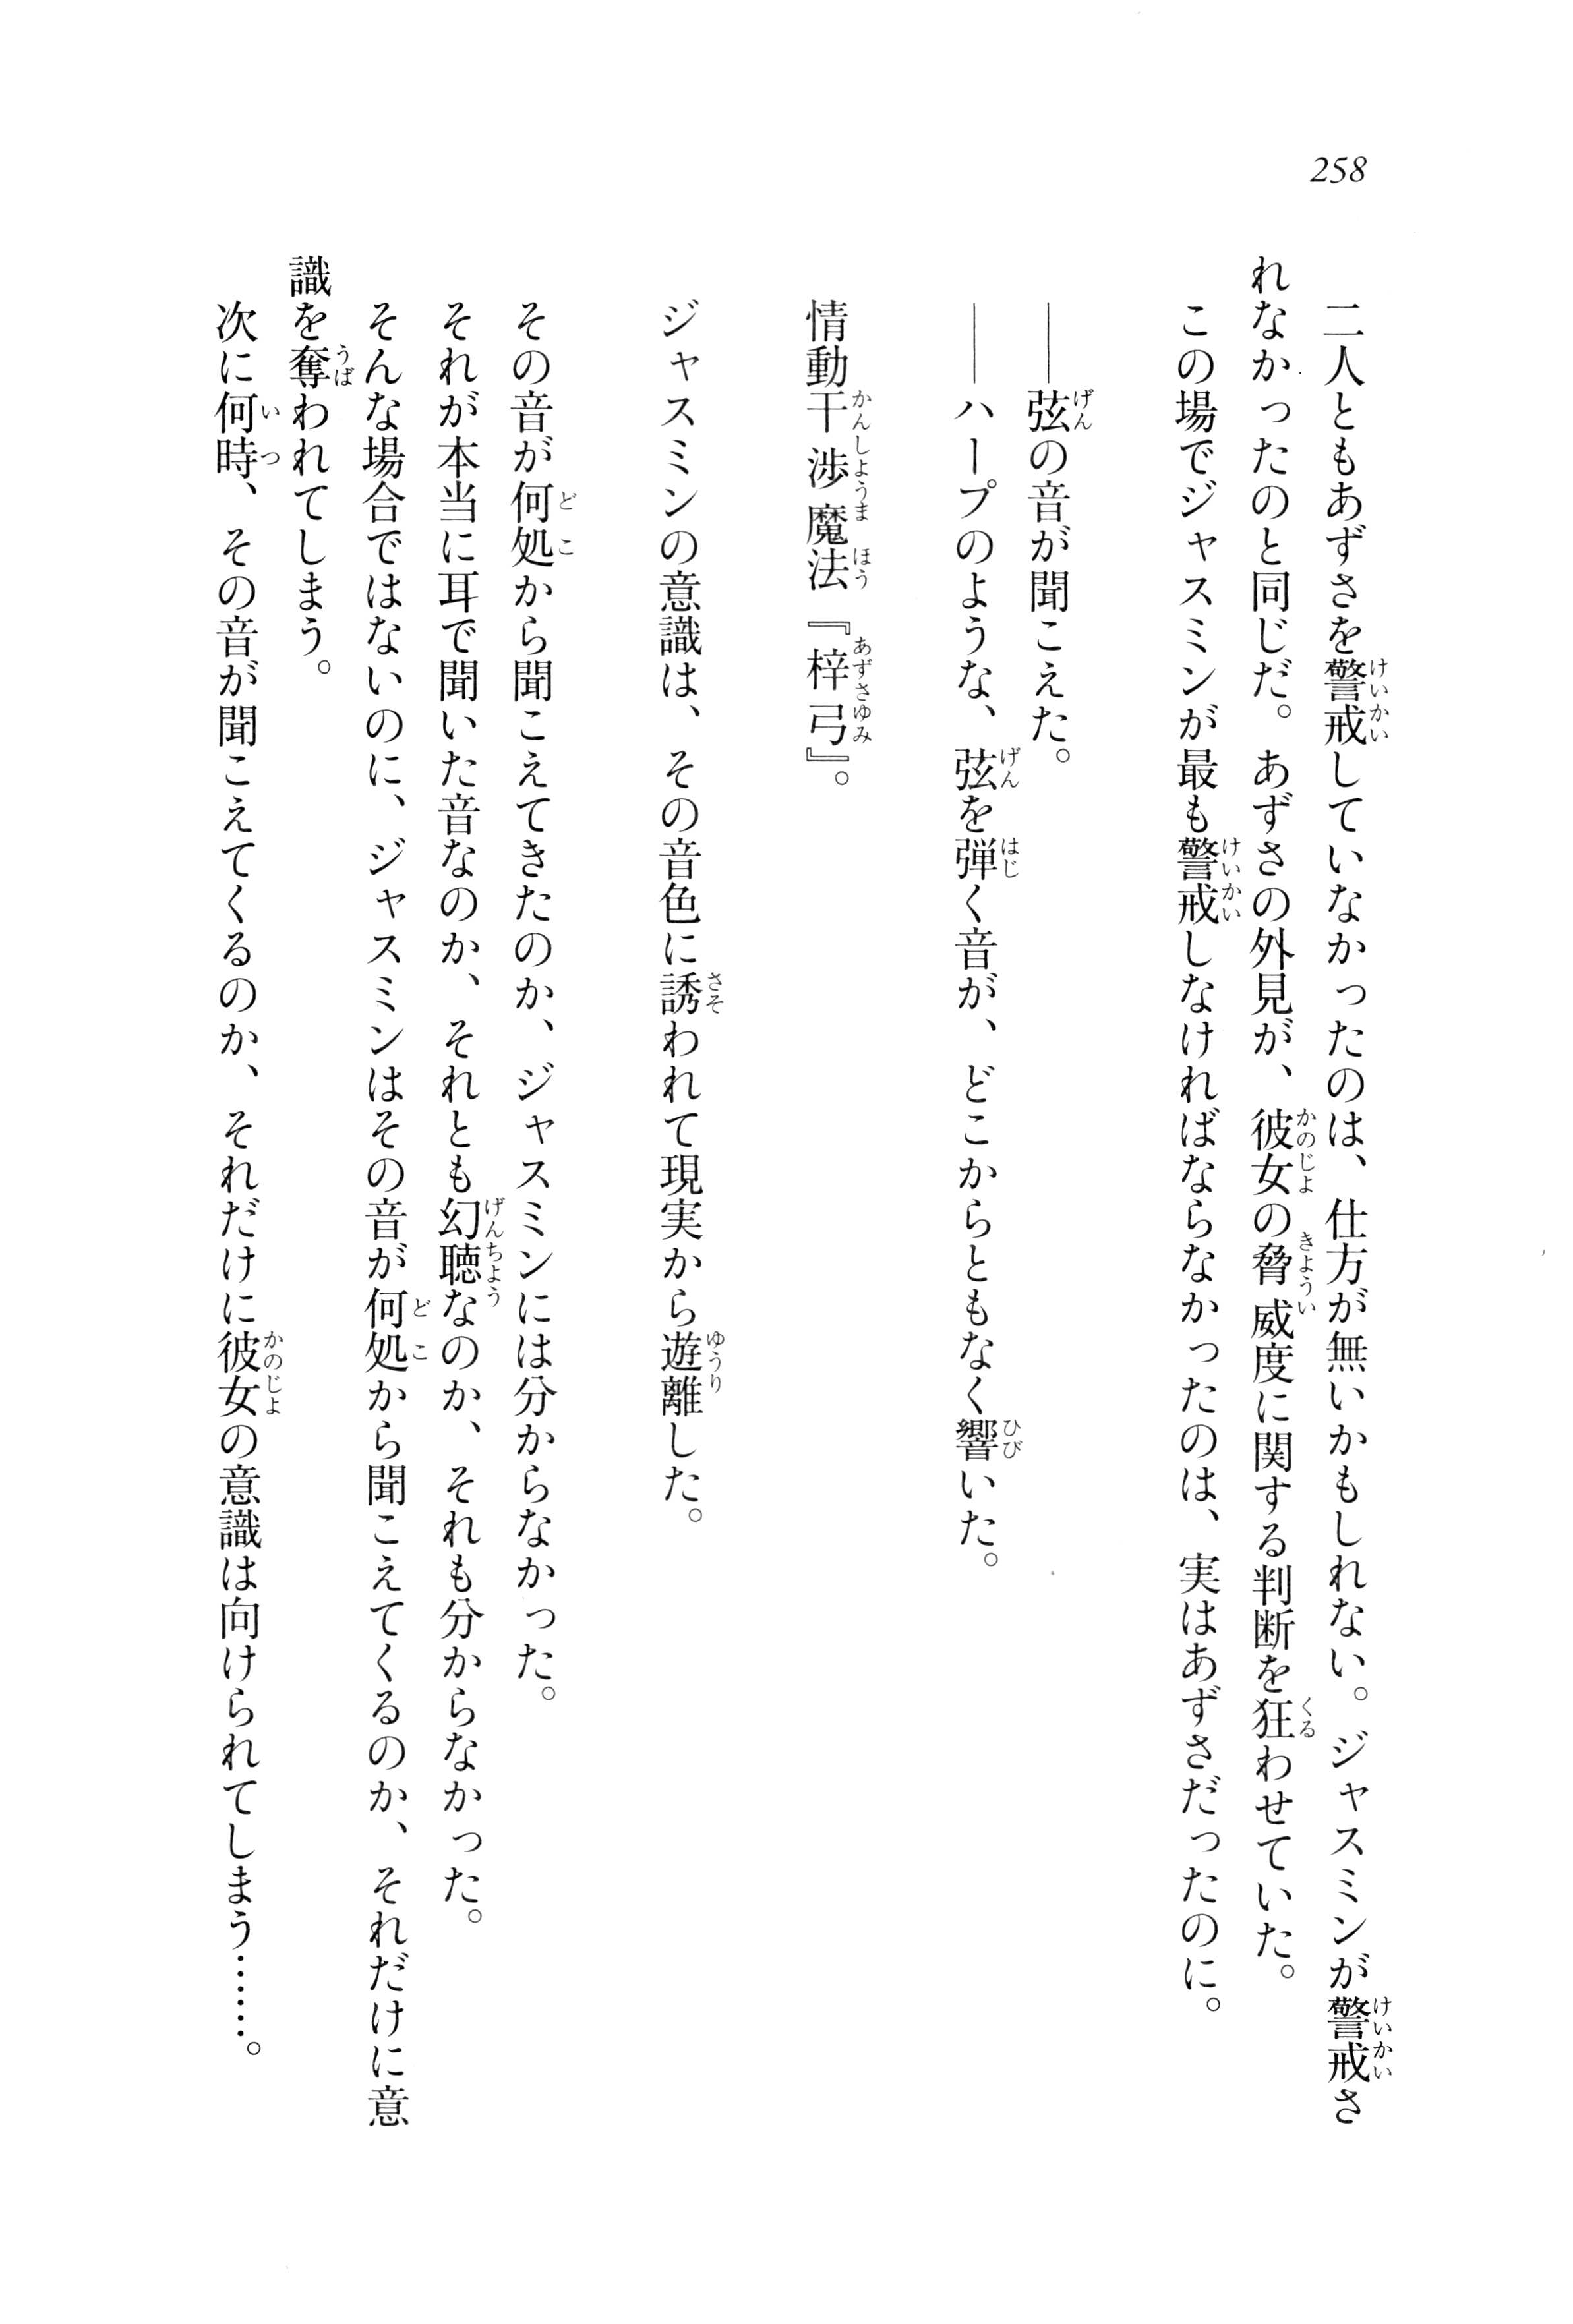 258
二人ともあずさを警戒していなかったのは、仕方が無いかもしれない。ジャスミンが警戒さ
れなかったのと同じだ。あずさの外見が、彼女の脅威度に関する判断を狂わせていた。
この場でジャスミンが最も警戒しなければならなかったのは、実はあずさだったのに。
――弦の音が聞こえた。
――ハープのような、弦を弾く音が、どこからともなく響いた。
情動干渉魔法『梓弓』。
ジャスミンの意識は、その音色に誘われて現実から遊離した。
その音が何処から聞こえてきたのか、ジャスミンには分からなかった。
それが本当に耳で聞いた音なのか、それとも幻聴なのか、それも分からなかった。
そんな場合ではないのに、ジャスミンはその音が何処から聞こえてくるのか、それだけに意
識を奪われてしまう。
次に何時、その音が聞こえてくるのか、それだけに彼女の意識は向けられてしまう……。